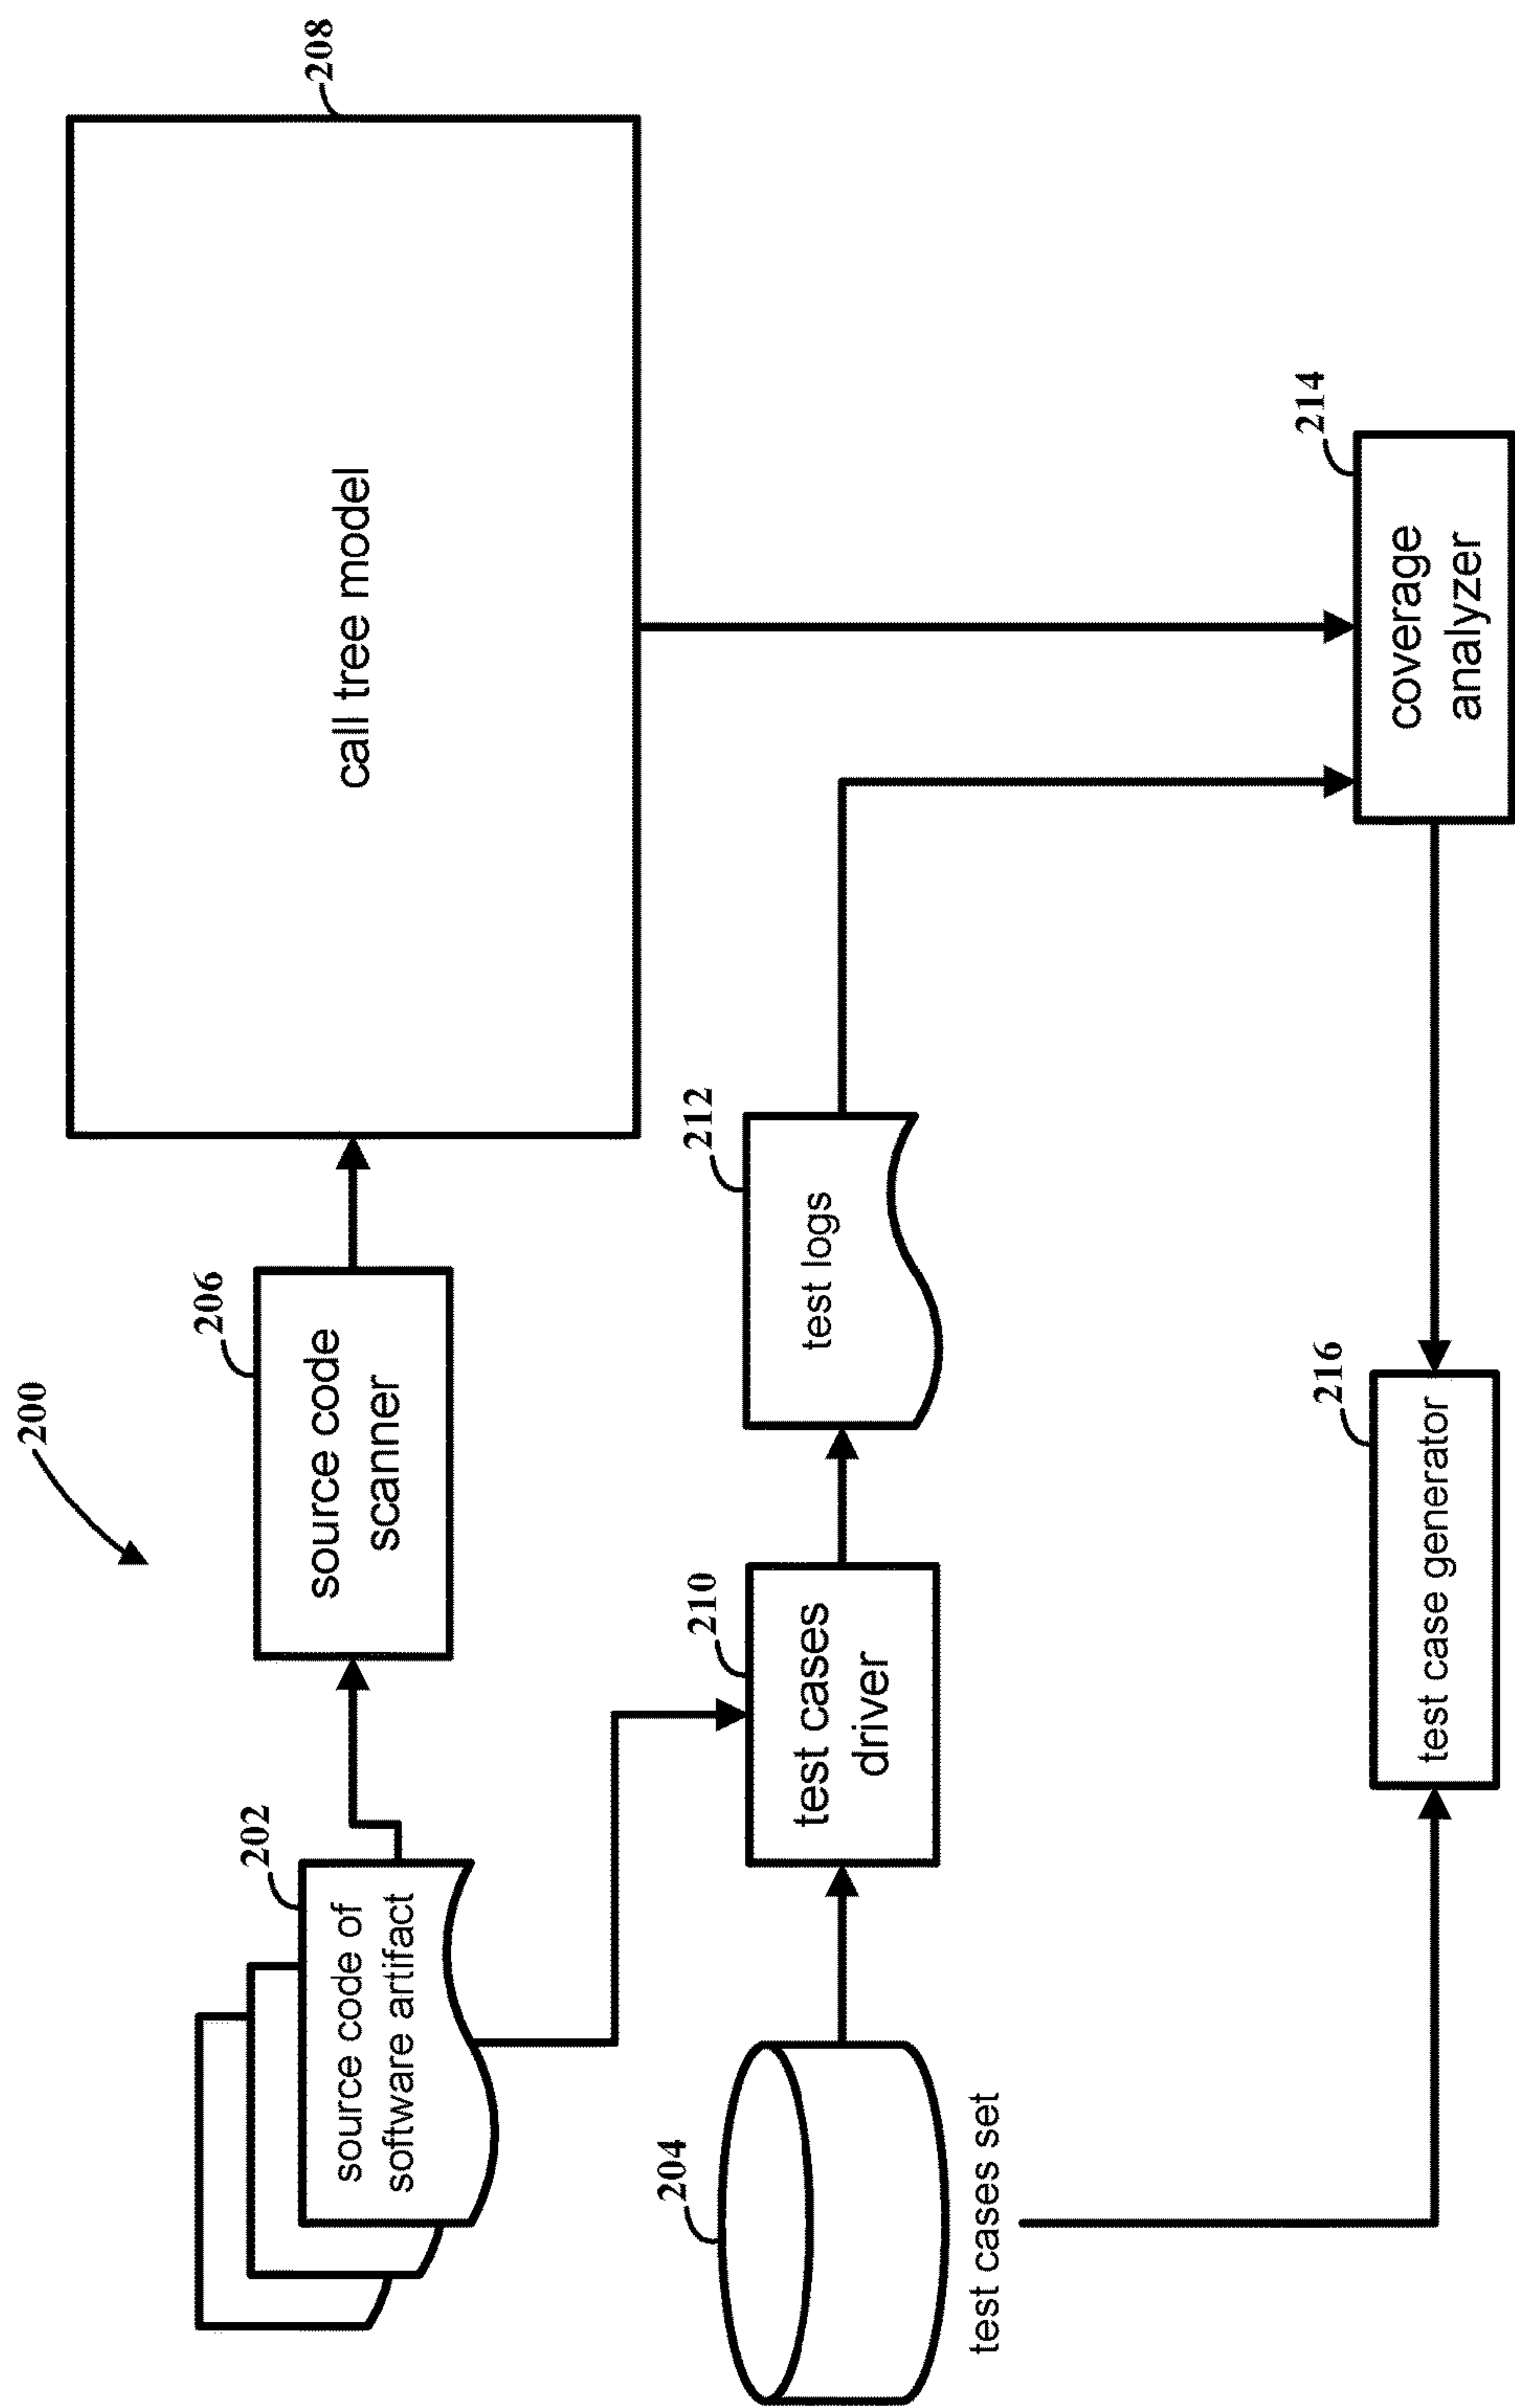 200
202
source code of
software artifact
206
source code
scanner
208
call tree model
204
test cases set
210
test cases
driver
212
test logs
214
coverage
analyzer
216
test case generator